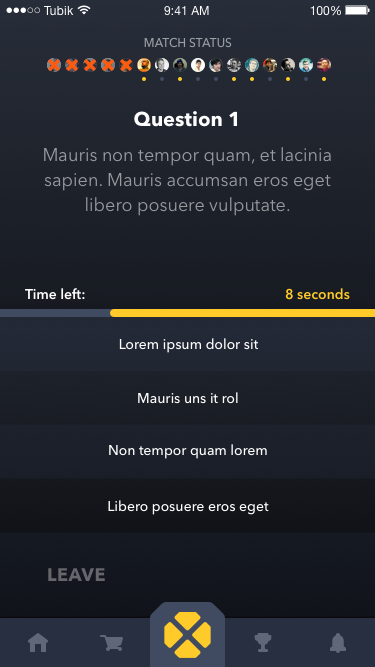 Tubik 9:41 AM 100%
MATCH STATUS
Question 1
Mauris non tempor quam, et lacinia
sapien. Mauris accumsan eros eget
libero posuere vulputate.
Time left: 8 seconds
Lorem ipsum dolor sit
Mauris uns it rol
Non tempor quam lorem
Libero posuere eros eget
LEAVE